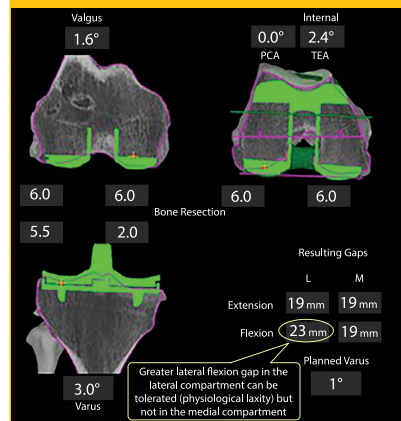 Valgus
1.6°
Internal
0.0° 2.4°
PCA TEA
6.0 6.0
6.0 6.0
Bone Resection
5.5 2.0
Resulting Gaps
L M
Extension 19 mm 19 mm
Flexion 23 mm 19 mm
Planned Varus
1°
3.0°
Varus
Greater lateral flexion gap in the
lateral compartment can be
tolerated (physiological laxity) but
not in the medial compartment